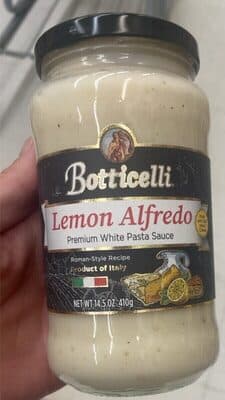 Botticelli
Lemon Alfredo
Premium White Pasta Sauce
Roman-Style Recipe
Product of Italy
NET WT 14.5 OZ. 410g